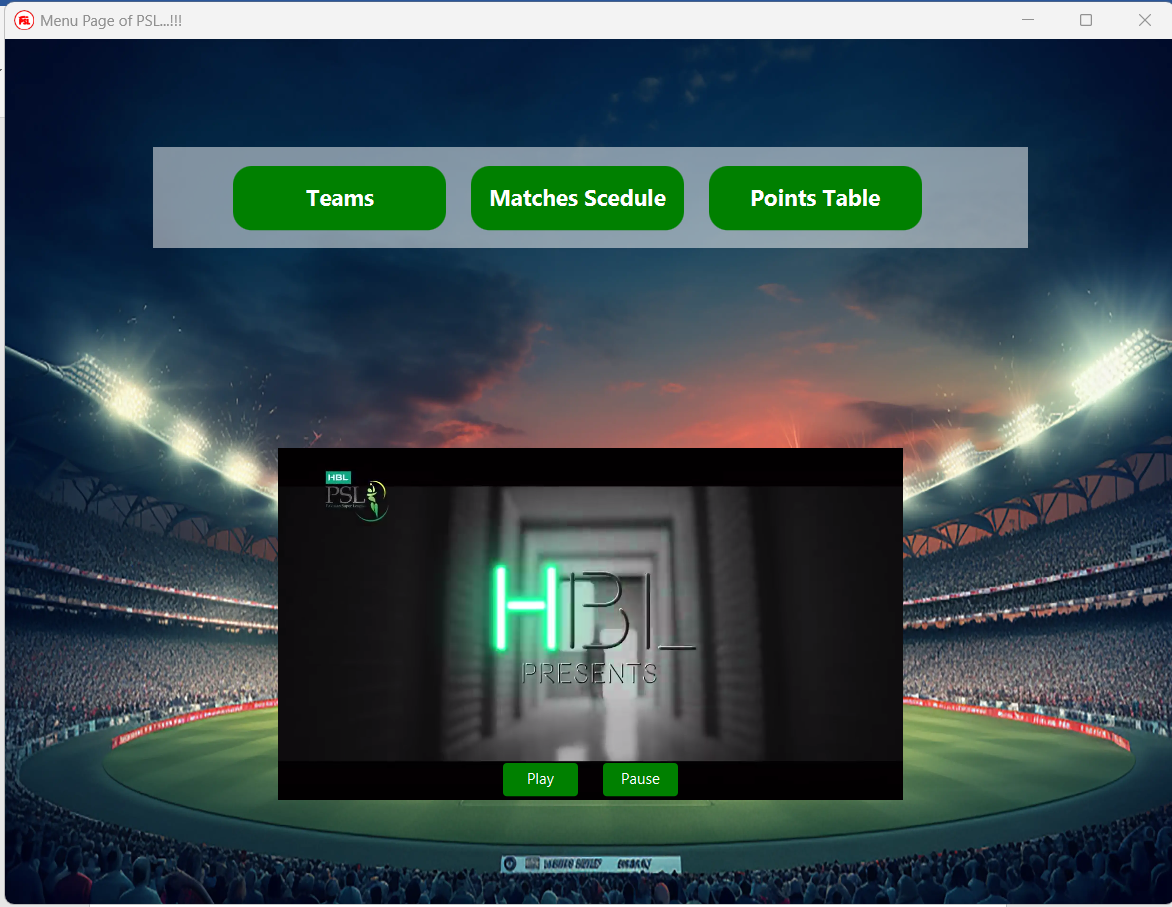 Menu Page of PSL...!!!
Teams
Matches Scedule
Points Table
HBL
PSL
HBL
PRESENTS
Play
Pause